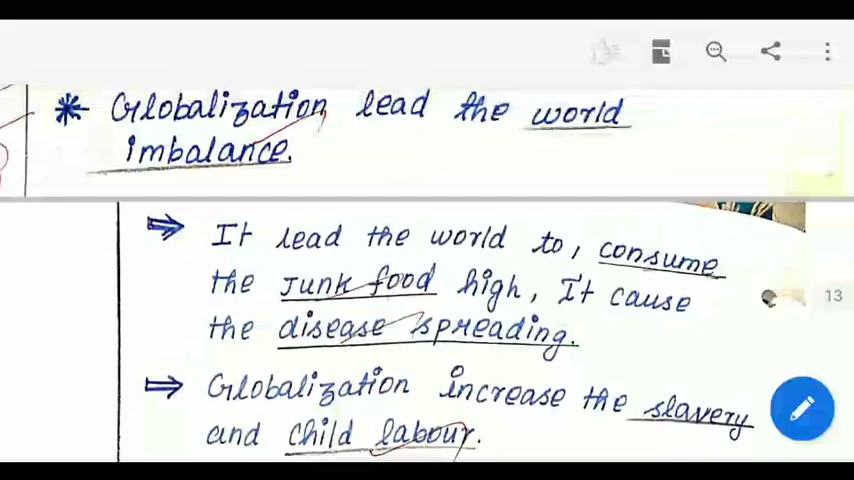 * Globalization lead the world
imbalance.
⇒ It lead the world to, consume
the junk food high, It cause
the disease spreading.
13
⇒ Globalization increase the slavery
and child labour.